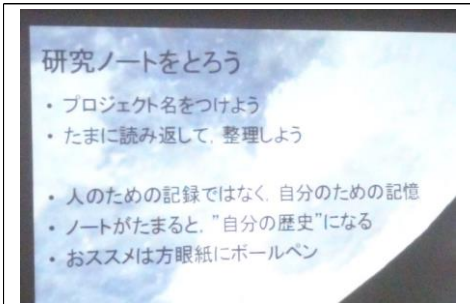 研究ノートをとろう
• プロジェクト名をつけよう
• たまに読み返して, 整理しよう
• 人のための記録ではなく, 自分のための記憶
• ノートがたまると, ”自分の歴史”になる
• おススメは方眼紙にボールペン